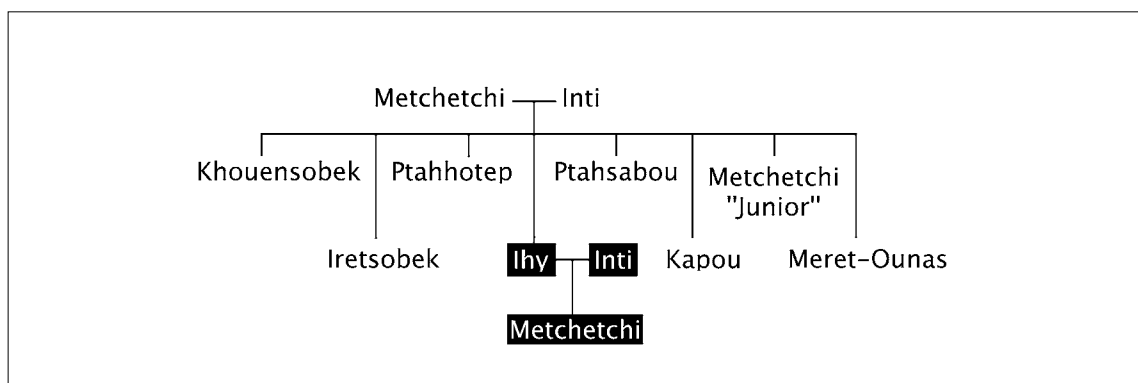 Metchetchi Inti
Khouensobek Ptahhotep Ptahsabou Metchetchi
"Junior"
Iretsobek Ihy Inti Kapou Meret-Ounas
Metchetchi